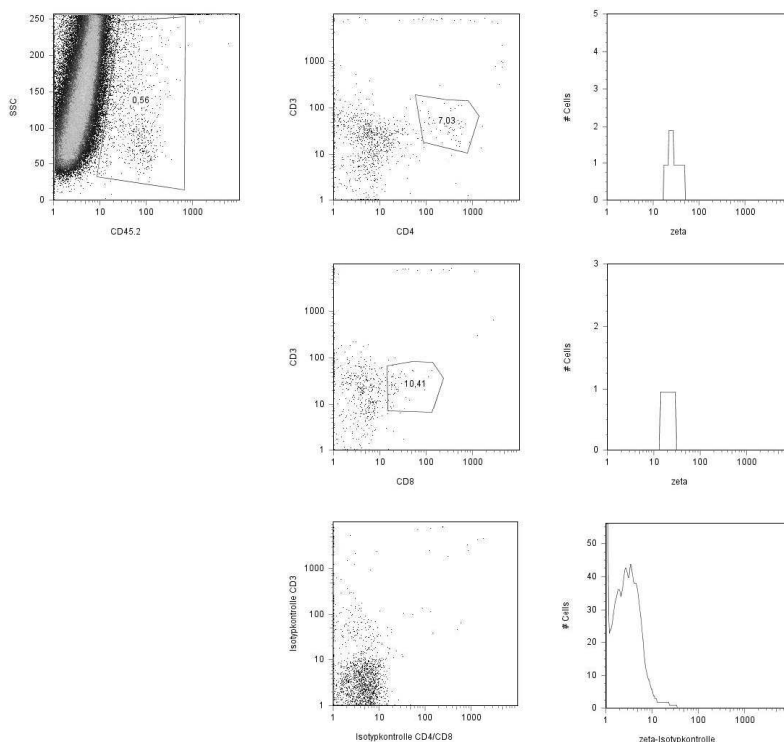 250
200
150
100
50
0
SSC
0,56
1 10 100 1000
CD45.2
1000
100
10
1
CD3
7,03
1 10 100 1000
CD4
5
4
3
2
1
0
# Cells
1 10 100 1000
zeta
1000
100
10
1
CD3
10,41
1 10 100 1000
CD8
3
2
1
0
# Cells
1 10 100 1000
zeta
1000
100
10
1
Isotypkontrolle CD3
1 10 100 1000
Isotypkontrolle CD4/CD8
50
40
30
20
10
0
# Cells
1 10 100 1000
zeta-Isotypkontrolle